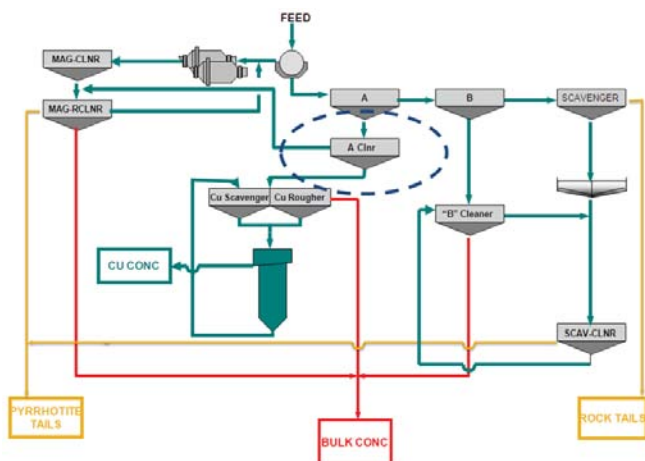 FEED
MAG-CLNR
MAG-RCLNR
A
B
SCAVENGER
A Clnr
Cu Scavenger
Cu Rougher
"B" Cleaner
CU CONC
SCAV-CLNR
PYRRHOTITE
TAILS
BULK CONC
ROCK TAILS